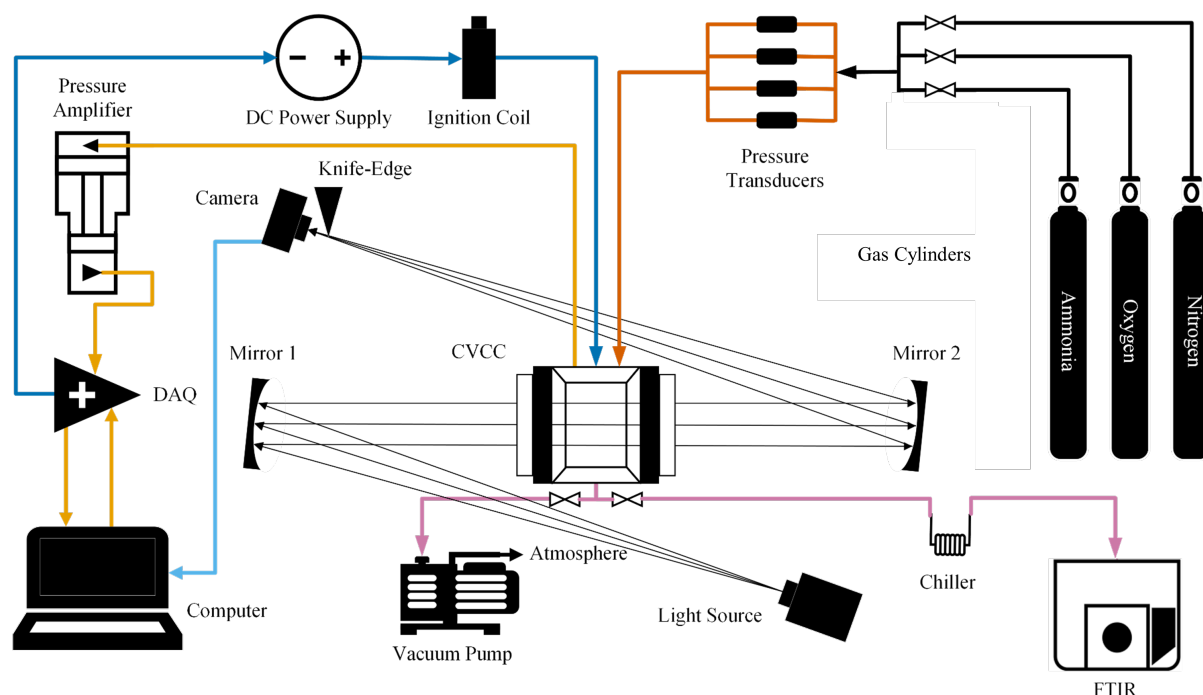 Pressure
Amplifier
DC Power Supply
Ignition Coil
Pressure
Transducers
Knife-Edge
Camera
Gas Cylinders
Ammonia
Oxygen
Nitrogen
Mirror 1
CVCC
Mirror 2
DAQ
Atmosphere
Chiller
Computer
Light Source
Vacuum Pump
FTIR